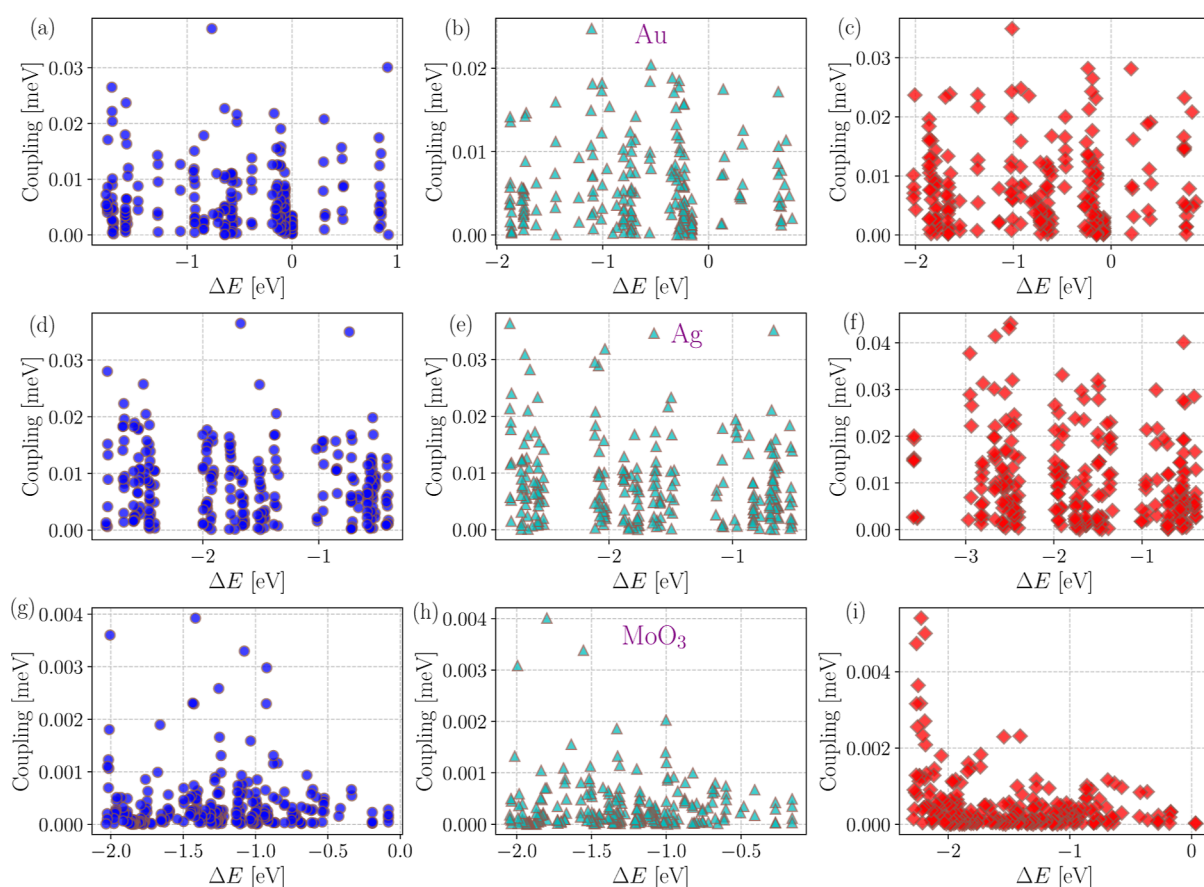 (a)
0.03
0.02
0.01
0.00
Coupling [meV]
−1
0
1
ΔE [eV]
(b)
Au
0.02
0.01
0.00
Coupling [meV]
−2
−1
0
ΔE [eV]
(c)
0.03
0.02
0.01
0.00
Coupling [meV]
−2
−1
0
ΔE [eV]
(d)
0.03
0.02
0.01
0.00
Coupling [meV]
−2
−1
ΔE [eV]
(e)
Ag
0.03
0.02
0.01
0.00
Coupling [meV]
−2
−1
ΔE [eV]
(f)
0.04
0.03
0.02
0.01
0.00
Coupling [meV]
−3
−2
−1
ΔE [eV]
(g)
0.004
0.003
0.002
0.001
0.000
Coupling [meV]
−2.0
−1.5
−1.0
−0.5
0.0
ΔE [eV]
(h)
MoO₃
0.004
0.003
0.002
0.001
0.000
Coupling [meV]
−2.0
−1.5
−1.0
−0.5
ΔE [eV]
(i)
0.004
0.002
0.000
Coupling [meV]
−2
−1
0
ΔE [eV]